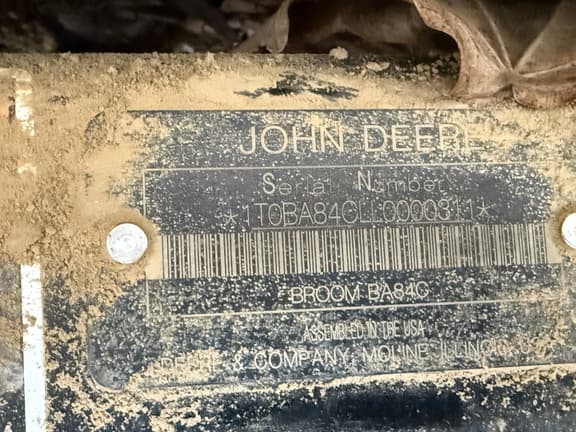 JOHN DEERE
Serial Number
*1T0BA84CLL0000311*
BROOM BA84C
ASSEMBLED IN THE USA
DEERE & COMPANY, MOLINE, ILLINOIS